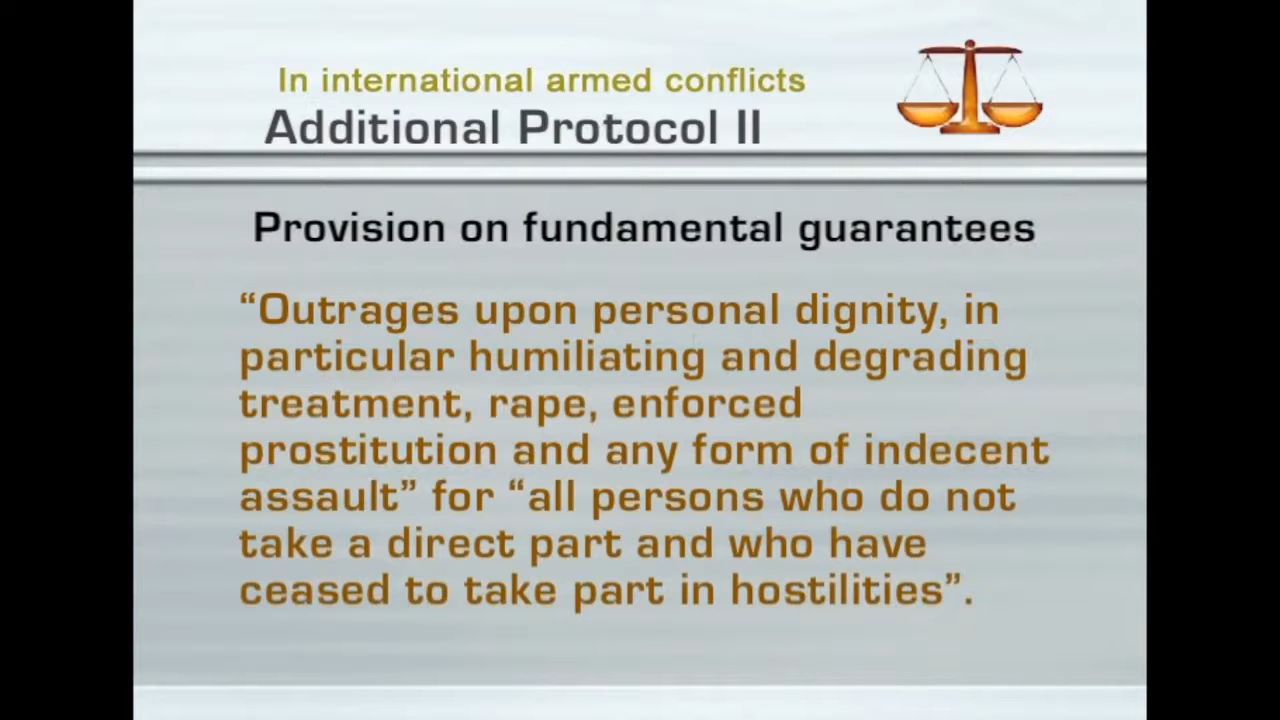 In international armed conflicts
Additional Protocol II
Provision on fundamental guarantees
“Outrages upon personal dignity, in
particular humiliating and degrading
treatment, rape, enforced
prostitution and any form of indecent
assault” for “all persons who do not
take a direct part and who have
ceased to take part in hostilities”.